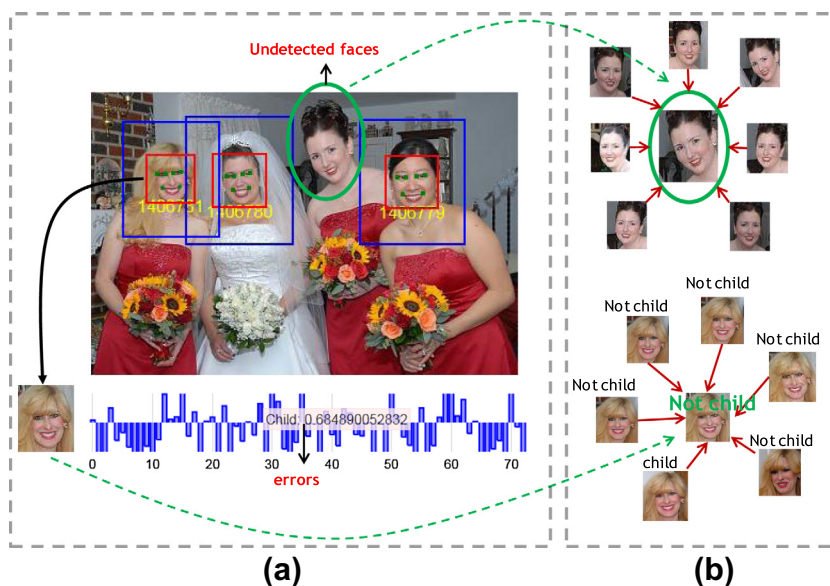 Undetected faces
1406751
1406780
1406779
Child: 0.684890052832
0 10 20 30 40 50 60 70
errors
(a)
Not child
Not child
Not child
Not child
Not child
child
Not child
(b)